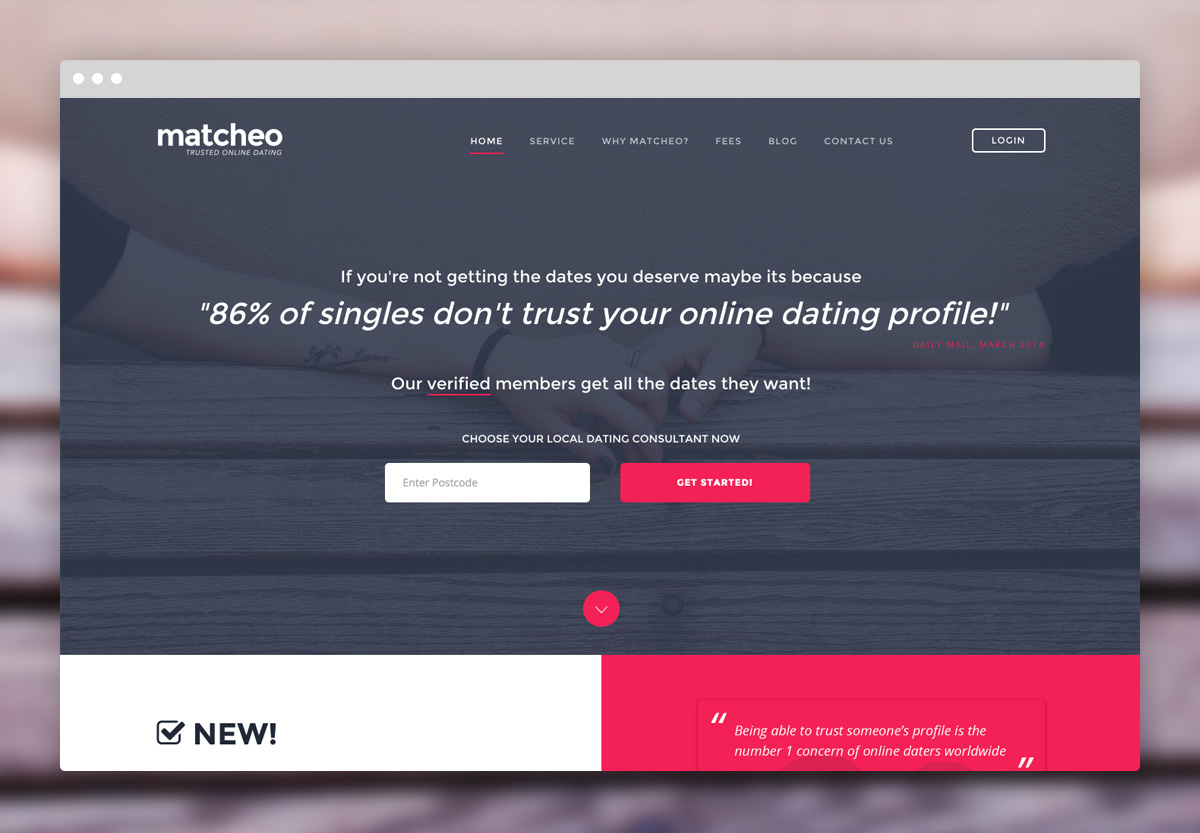 matcheo
TRUSTED ONLINE DATING
HOME SERVICE WHY MATCHEO? FEES BLOG CONTACT US
LOGIN
If you're not getting the dates you deserve maybe its because
"86% of singles don't trust your online dating profile!"
DAILY MAIL, MARCH 2014
Our verified members get all the dates they want!
CHOOSE YOUR LOCAL DATING CONSULTANT NOW
Enter Postcode
GET STARTED!
NEW!
“ Being able to trust someone’s profile is the
number 1 concern of online daters worldwide ”